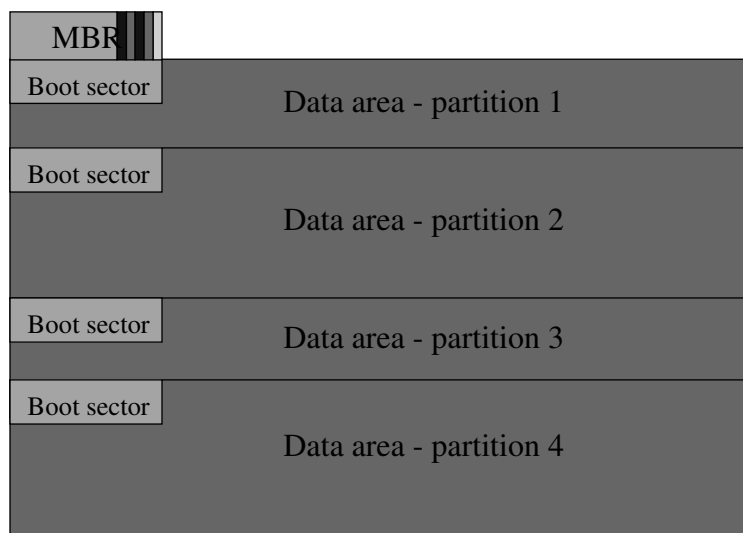 MBR
Boot sector
Data area - partition 1
Boot sector
Data area - partition 2
Boot sector
Data area - partition 3
Boot sector
Data area - partition 4